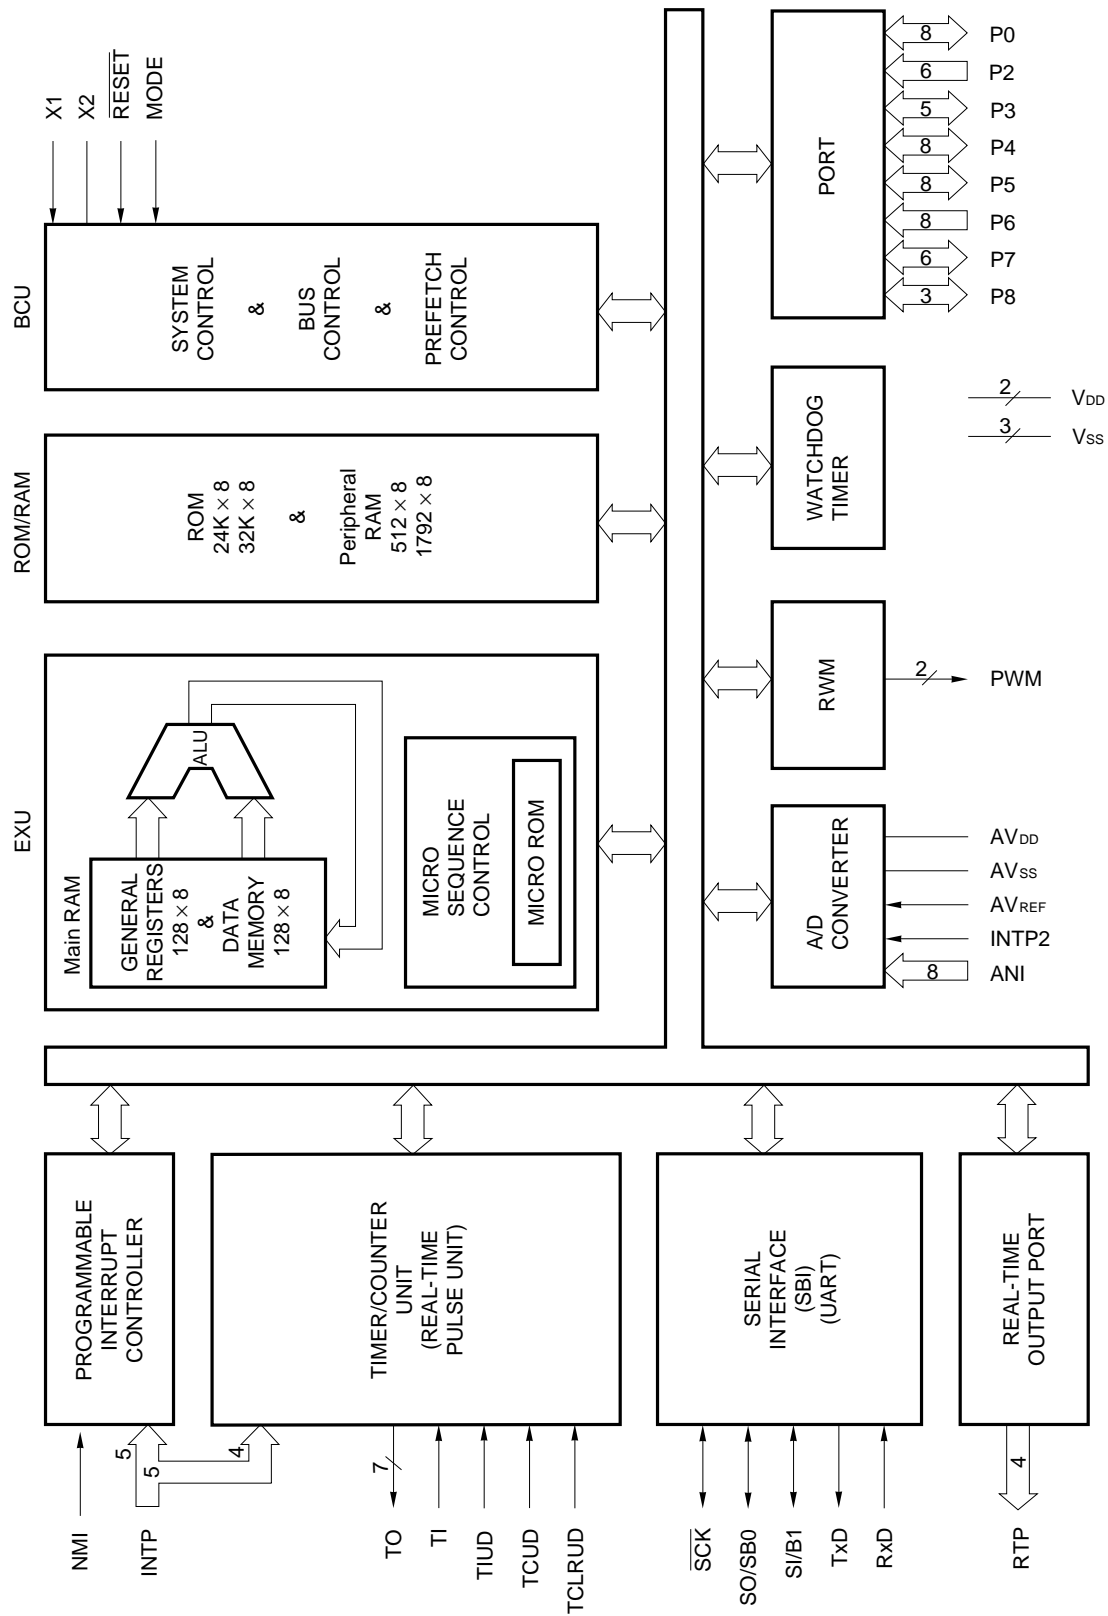 NMI
INTP
5
5
4
PROGRAMMABLE
INTERRUPT
CONTROLLER
TO
7
TI
TIUD
TCUD
TCLRUD
TIMER/COUNTER
UNIT
(REAL-TIME
PULSE UNIT)
SCK
SO/SB0
SI/B1
TxD
RxD
SERIAL
INTERFACE
(SBI)
(UART)
RTP
4
REAL-TIME
OUTPUT PORT
EXU
Main RAM
GENERAL
REGISTERS
128 × 8
&
DATA
MEMORY
128 × 8
ALU
MICRO
SEQUENCE
CONTROL
MICRO ROM
ROM/RAM
ROM
24K × 8
32K × 8
&
Peripheral
RAM
512 × 8
1792 × 8
BCU
SYSTEM
CONTROL
&
BUS
CONTROL
&
PREFETCH
CONTROL
X1
X2
RESET
MODE
A/D
CONVERTER
AVDD
AVSS
AVREF
INTP2
8
ANI
RWM
2
PWM
WATCHDOG
TIMER
2
VDD
3
VSS
PORT
8
P0
6
P2
5
P3
8
P4
8
P5
8
P6
6
P7
3
P8